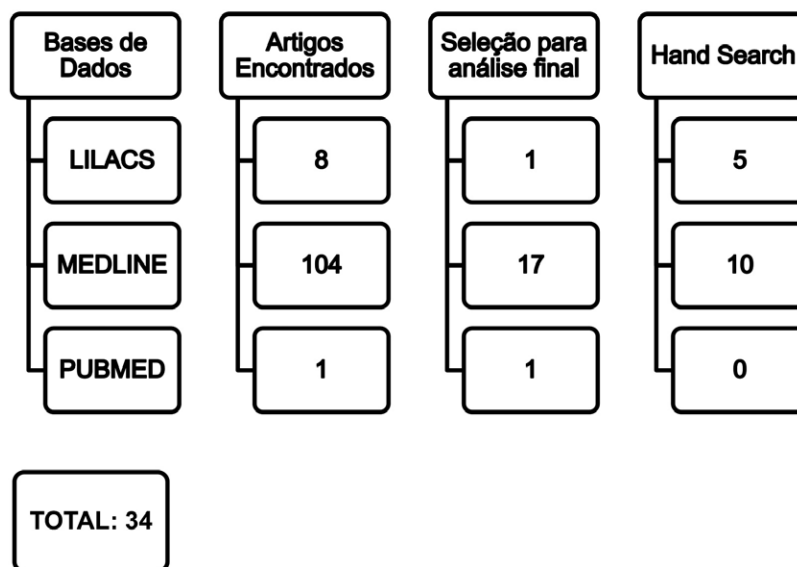 Bases de
Dados
Artigos
Encontrados
Seleção para
análise final
Hand Search
LILACS
8
1
5
MEDLINE
104
17
10
PUBMED
1
1
0
TOTAL: 34